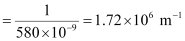 = 1 / 580×10⁻⁹ = 1.72×10⁶ m⁻¹